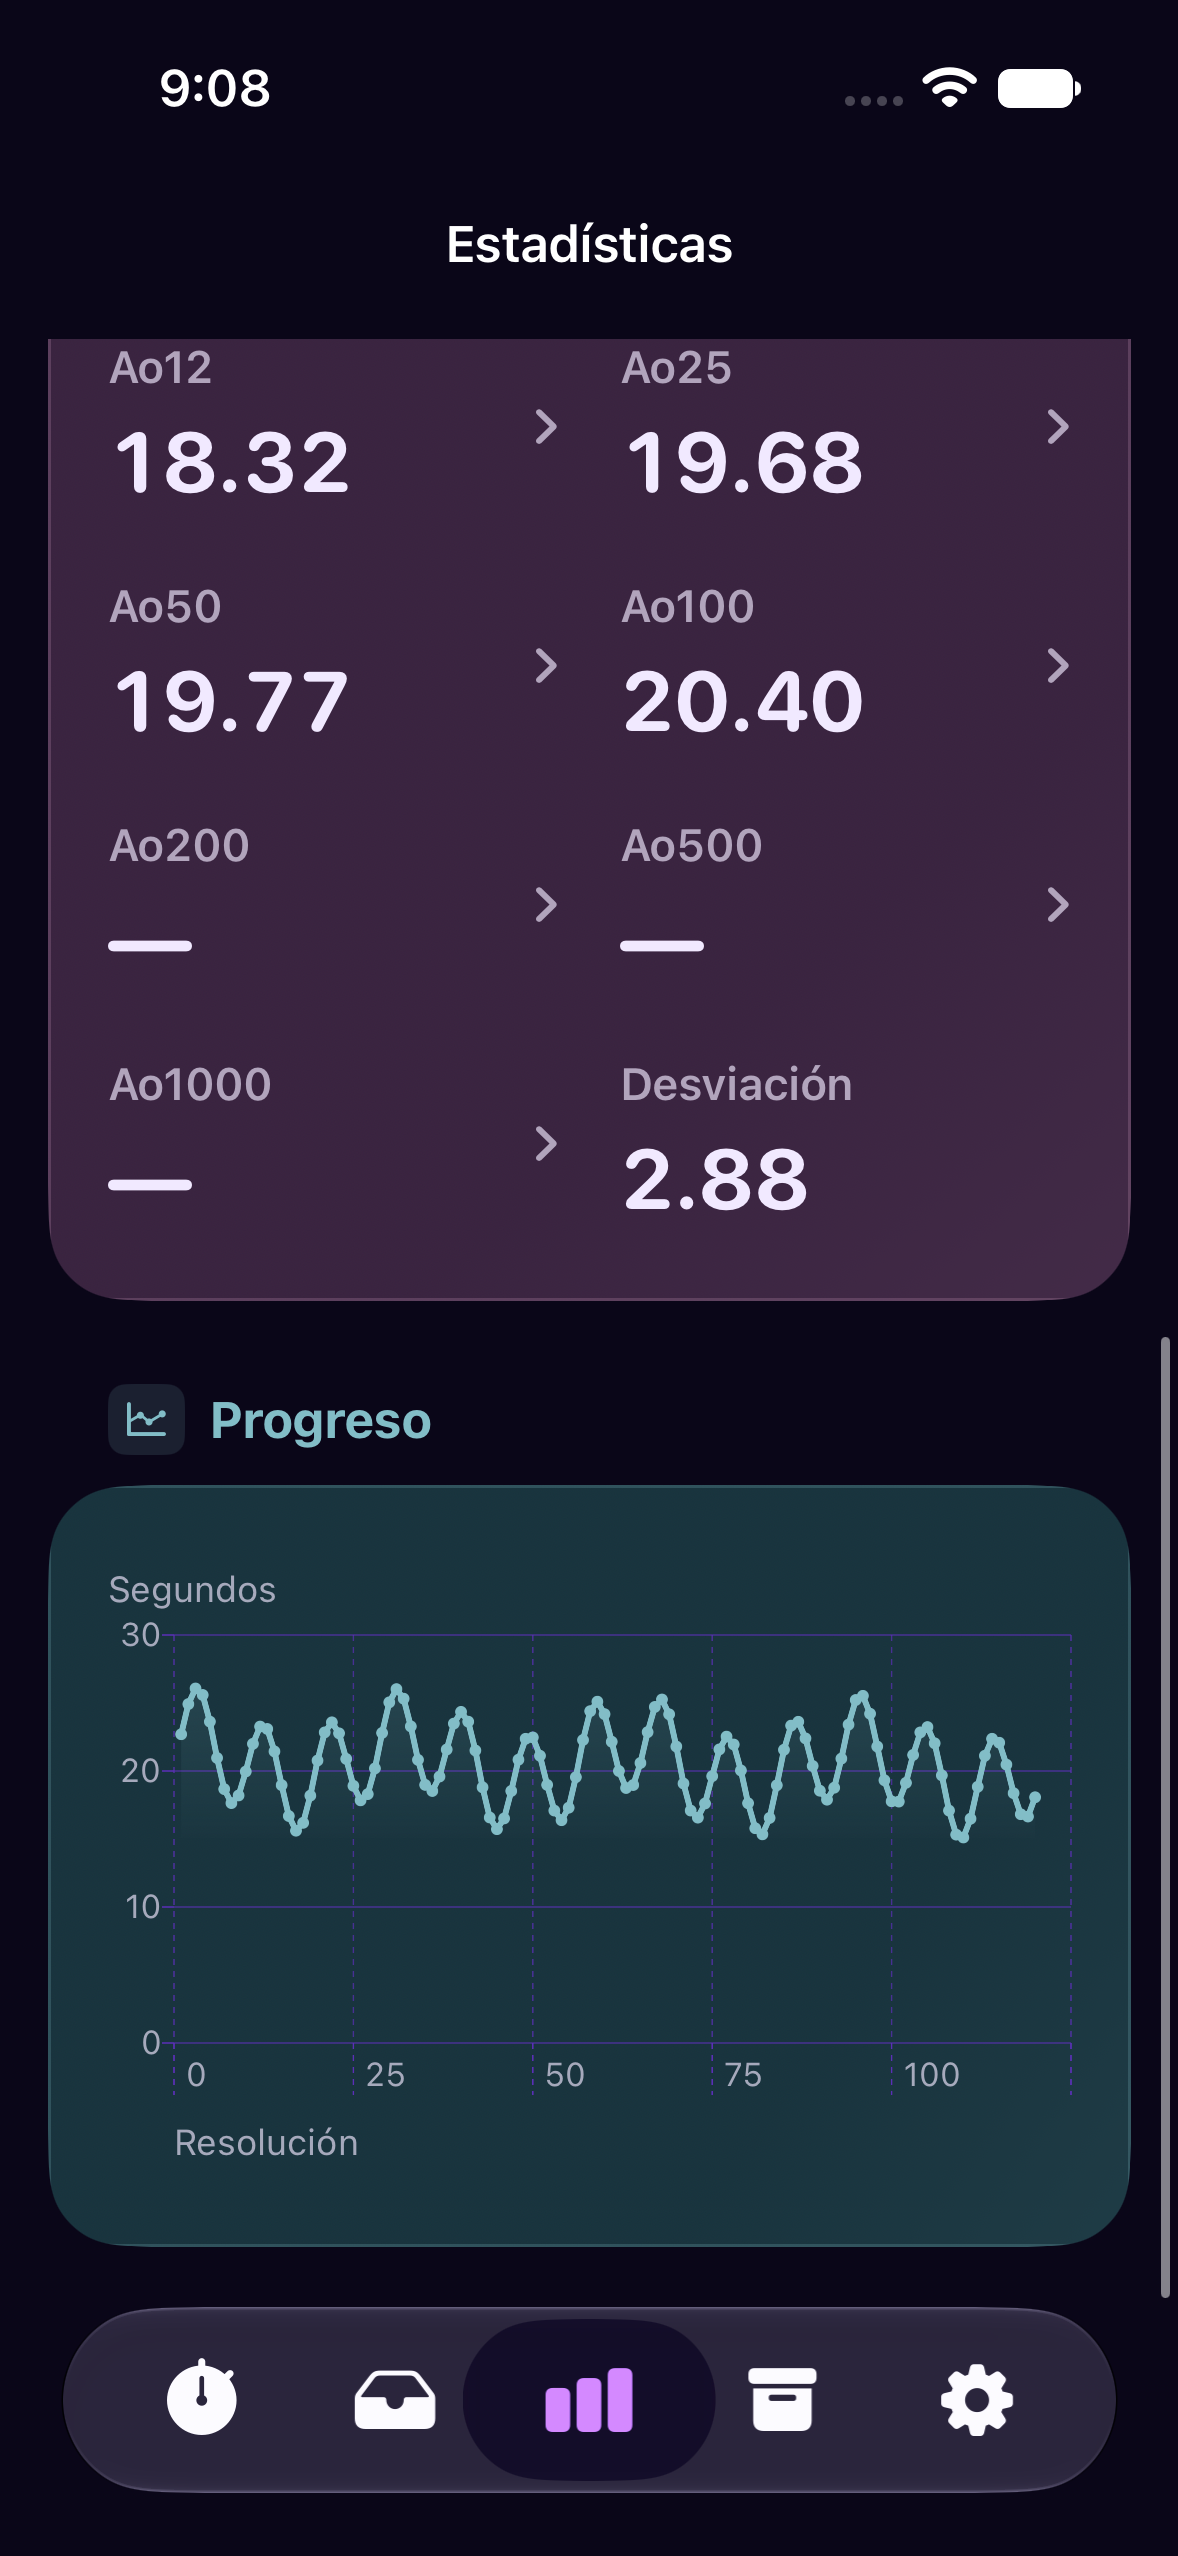 9:08
Estadísticas
Ao12 Ao25
18.32 19.68
Ao50 Ao100
19.77 20.40
Ao200 Ao500
— —
Ao1000 Desviación
— 2.88
Progreso
Segundos
30
20
10
0
0 25 50 75 100
Resolución